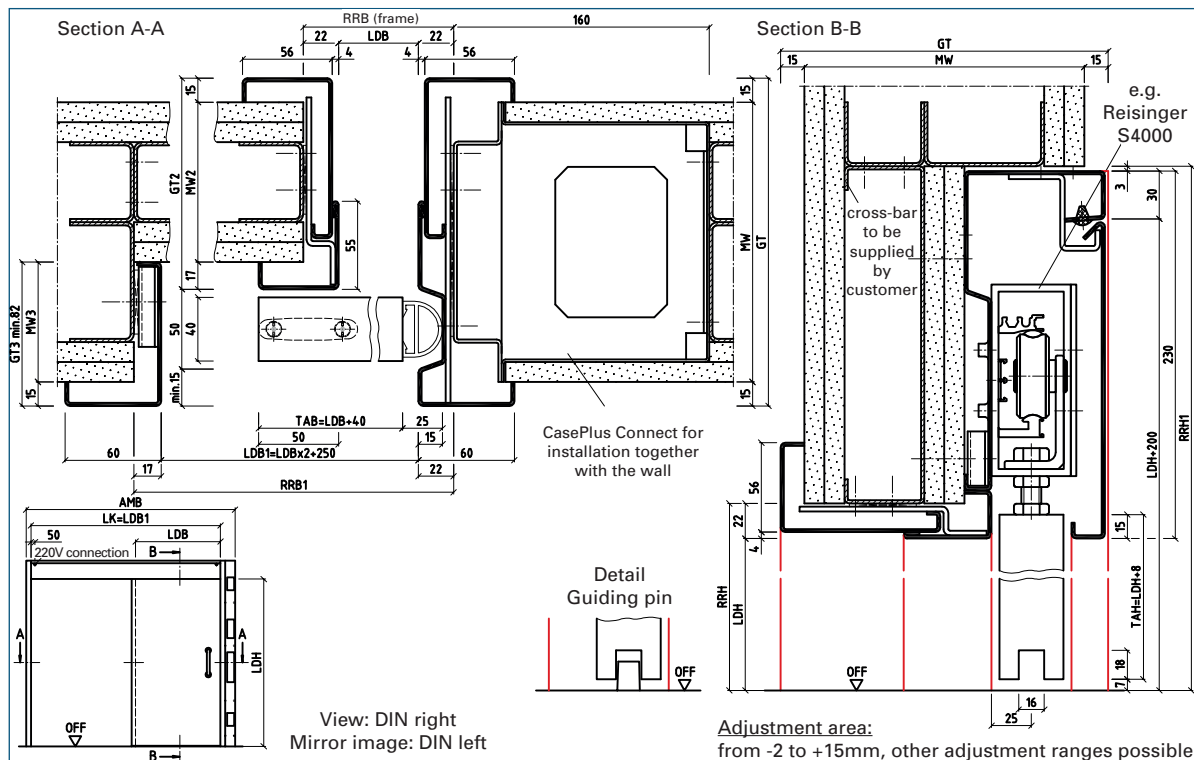 Section A-A
RRB (frame)
160
22
LDB
22
56
4
4
56
15
GT2
MW2
55
17
50
40
min.15
GT3 min.82
MW3
15
15
MW
GT
15
TAB=LDB+40
25
50
15
60
LDB1=LDBx2+250
60
17
22
RRB1
CasePlus Connect for
installation together
with the wall
Section B-B
GT
15
MW
15
e.g.
Reisinger
S4000
3
30
cross-bar
to be
supplied
by
customer
230
RRH1
LDH+200
56
22
4
15
RRH
LDH
TAH=LDH+8
18
7
16
25
OFF
AMB
LK=LDB1
50
LDB
220V connection
B
A
A
LDH
OFF
B
View: DIN right
Mirror image: DIN left
Detail
Guiding pin
OFF
Adjustment area:
from -2 to +15mm, other adjustment ranges possible